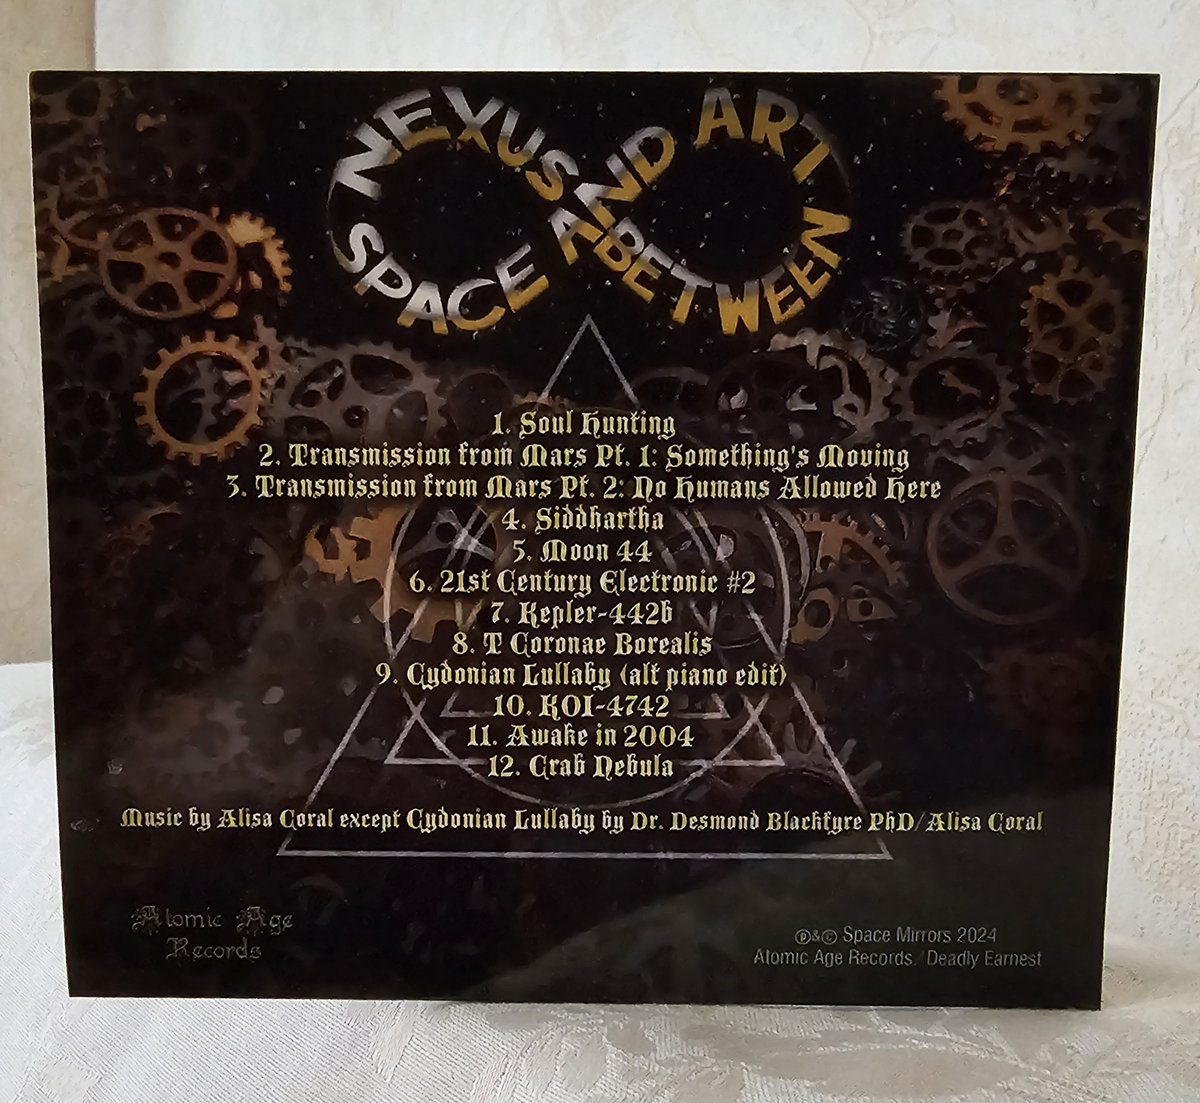 NEXUS AND ART
SPACE ABETWEEN
1. Soul Hunting
2. Transmission from Mars Pt. 1: Something's Moving
3. Transmission from Mars Pt. 2: No Humans Allowed Here
4. Siddhartha
5. Moon 44
6. 21st Century Electronic #2
7. Kepler-442b
8. T Coronae Borealis
9. Cydonian Lullaby (alt piano edit)
10. KOI-4742
11. Awake in 2004
12. Crab Nebula
Music by Alisa Coral except Cydonian Lullaby by Dr. Desmond Blackfyre PhD/Alisa Coral
Atomic Age
Records
℗&© Space Mirrors 2024
Atomic Age Records/Deadly Earnest